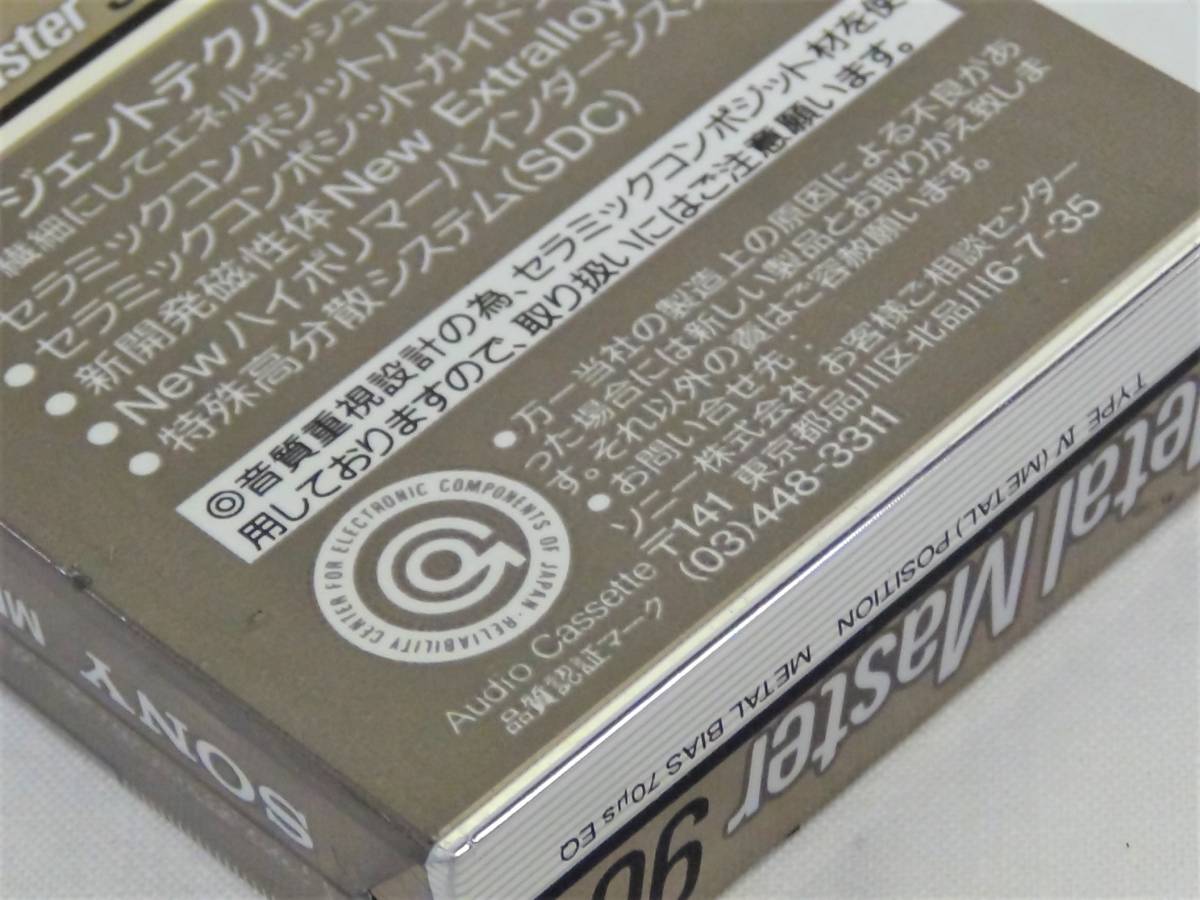 ster
ジェントテクノロ
繊細にしてエネルギッシュ
セラミックコンポジットハー
● セラミックコンポジットガイド
● 新開発磁性体New Extralloy
● Newハイポリマーバインダーシス
● 特殊高分散システム(SDC)
◎音質重視設計の為、セラミックコンポジット材を使
用しておりますので、取り扱いにはご注意願います。
● 万一当社の製造上の原因による不良があ
った場合には新しい製品とお取りかえ致しま
す。それ以外の責はご容赦願います。
● お問い合せ先:
ソニー株式会社 お客様ご相談センター
〒141 東京都品川区北品川6-7-35
(03)448-3311
RELIABILITY CENTER FOR ELECTRONIC COMPONENTS OF JAPAN
Audio Cassette
品質認証マーク
SONY
etal Master 90
TYPE IV (METAL) POSITION METAL BIAS 70μs EQ